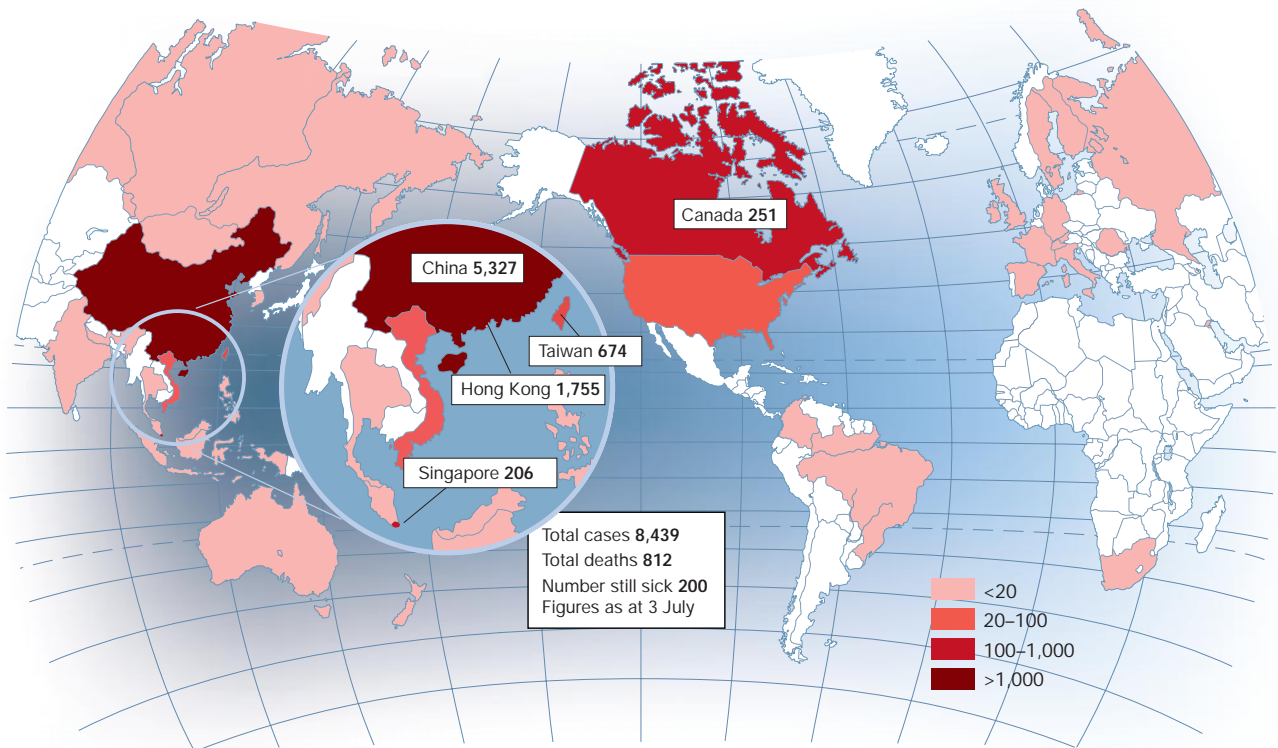 Canada 251
China 5,327
Taiwan 674
Hong Kong 1,755
Singapore 206
Total cases 8,439
Total deaths 812
Number still sick 200
Figures as at 3 July
<20
20–100
100–1,000
>1,000